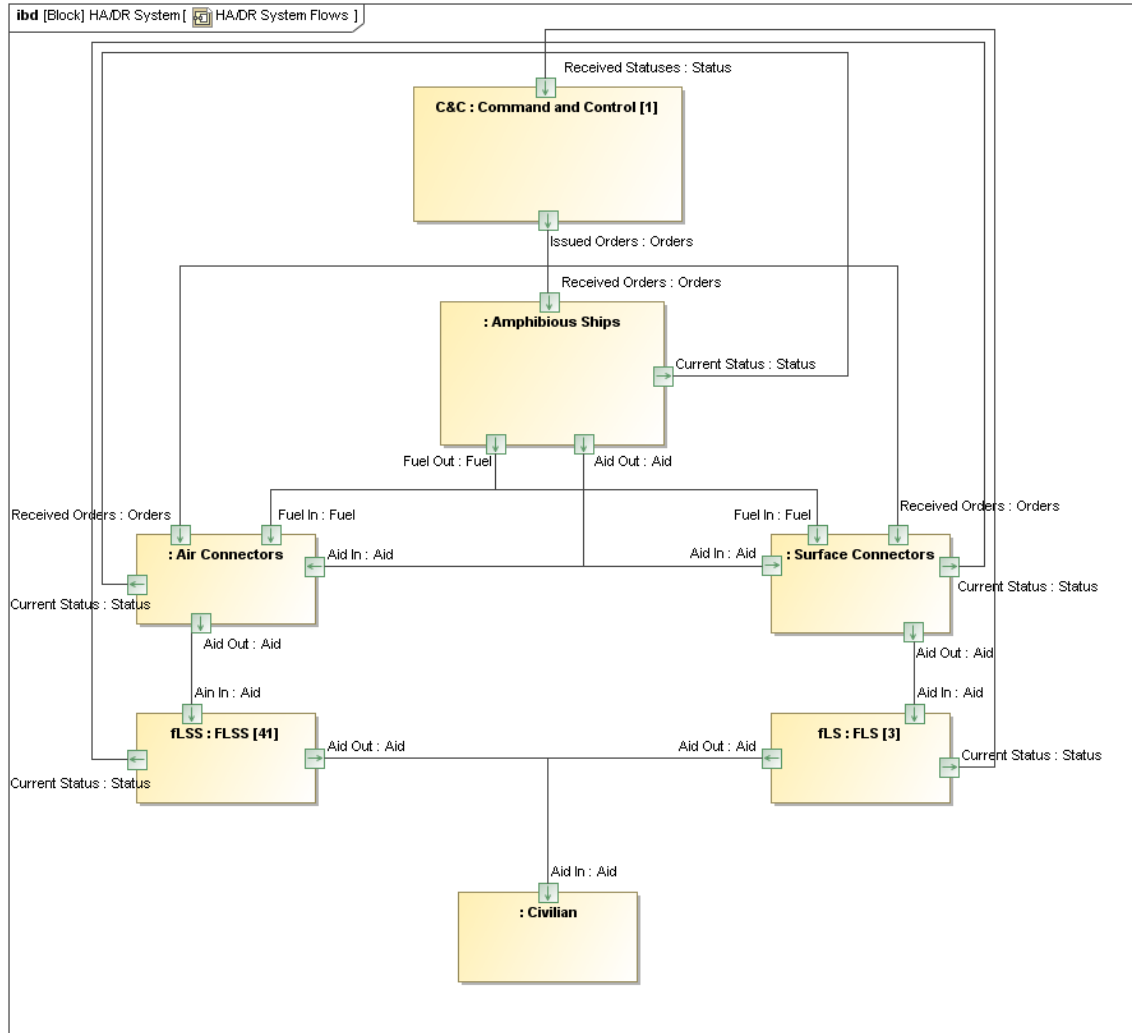 ibd [Block] HA/DR System [ HA/DR System Flows ]
Received Statuses : Status
C&C : Command and Control [1]
Issued Orders : Orders
Received Orders : Orders
: Amphibious Ships
Current Status : Status
Fuel Out : Fuel
Aid Out : Aid
Received Orders : Orders
Fuel In : Fuel
Fuel In : Fuel
Received Orders : Orders
: Air Connectors
Aid In : Aid
Aid In : Aid
: Surface Connectors
Current Status : Status
Current Status : Status
Aid Out : Aid
Aid Out : Aid
Ain In : Aid
Aid In : Aid
fLSS : FLSS [41]
fLS : FLS [3]
Aid Out : Aid
Aid Out : Aid
Current Status : Status
Current Status : Status
Aid In : Aid
: Civilian